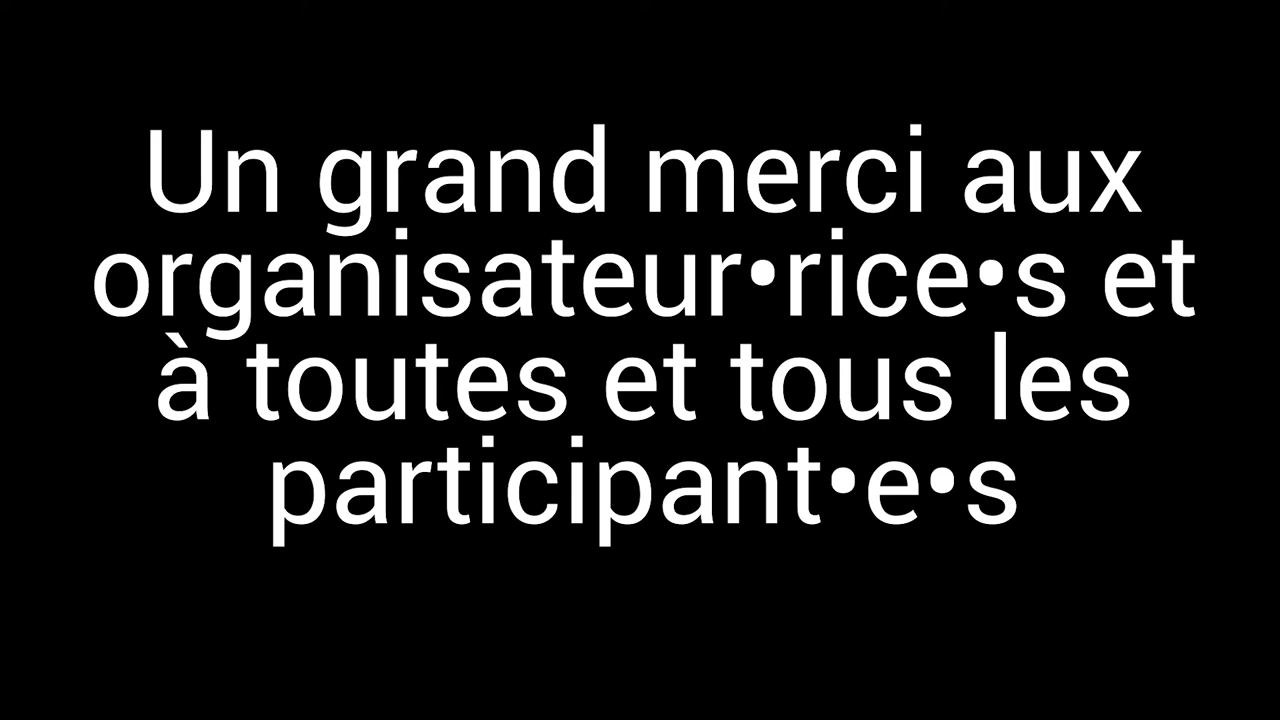 Un grand merci aux
organisateur•rice•s et
à toutes et tous les
participant•e•s